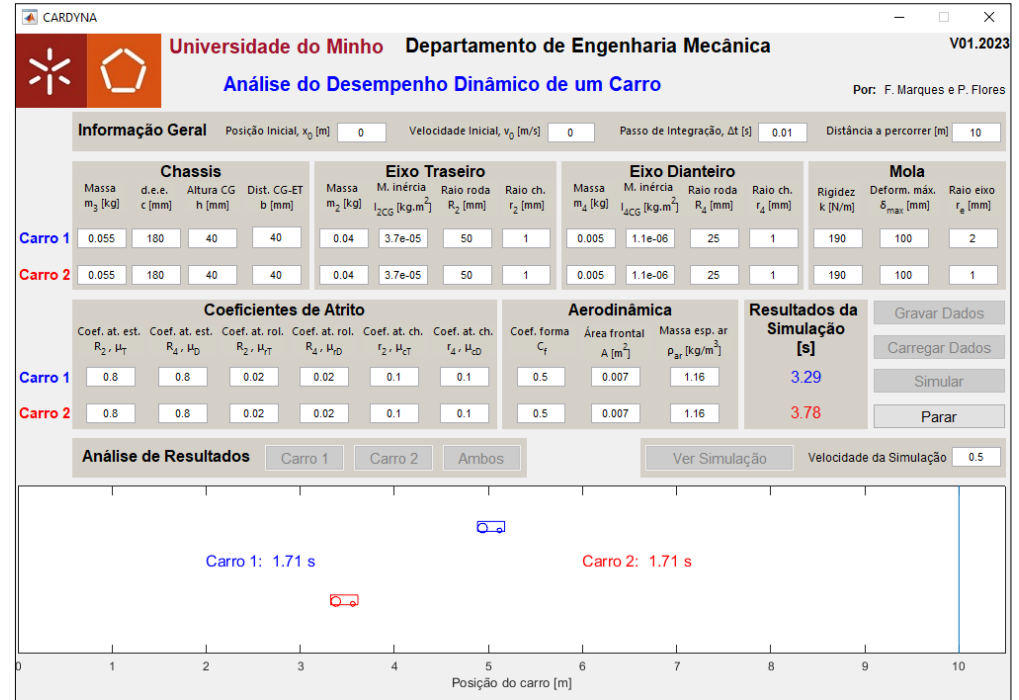 CARDYNA
Universidade do Minho Departamento de Engenharia Mecânica V01.2023
Análise do Desempenho Dinâmico de um Carro
Por: F. Marques e P. Flores
Informação Geral Posição Inicial, x₀ [m] 0 Velocidade Inicial, v₀ [m/s] 0 Passo de Integração, Δt [s] 0.01 Distância a percorrer [m] 10
Chassis Eixo Traseiro Eixo Dianteiro Mola
Massa d.e.e. Altura CG Dist. CG-ET Massa M. inércia Raio roda Raio ch. Massa M. inércia Raio roda Raio ch. Rigidez Deform. máx. Raio eixo
m₃ [kg] c [mm] h [mm] b [mm] m₂ [kg] I₂CG [kg.m²] R₂ [mm] r₂ [mm] m₄ [kg] I₄CG [kg.m²] R₄ [mm] r₄ [mm] k [N/m] δmax [mm] rₑ [mm]
Carro 1 0.055 180 40 40 0.04 3.7e-05 50 1 0.005 1.1e-06 25 1 190 100 2
Carro 2 0.055 180 40 40 0.04 3.7e-05 50 1 0.005 1.1e-06 25 1 190 100 1
Coeficientes de Atrito Aerodinâmica Resultados da Simulação [s]
Coef. at. est. Coef. at. est. Coef. at. rol. Coef. at. rol. Coef. at. ch. Coef. at. ch. Coef. forma Área frontal Massa esp. ar
R₂ , μT R₄ , μD R₂ , μrT R₄ , μrD r₂ , μcT r₄ , μcD Cf A [m²] ρar [kg/m³]
Carro 1 0.8 0.8 0.02 0.02 0.1 0.1 0.5 0.007 1.16 3.29
Carro 2 0.8 0.8 0.02 0.02 0.1 0.1 0.5 0.007 1.16 3.78
Gravar Dados
Carregar Dados
Simular
Parar
Análise de Resultados Carro 1 Carro 2 Ambos Ver Simulação Velocidade da Simulação 0.5
Carro 1: 1.71 s Carro 2: 1.71 s
0 1 2 3 4 5 6 7 8 9 10
Posição do carro [m]